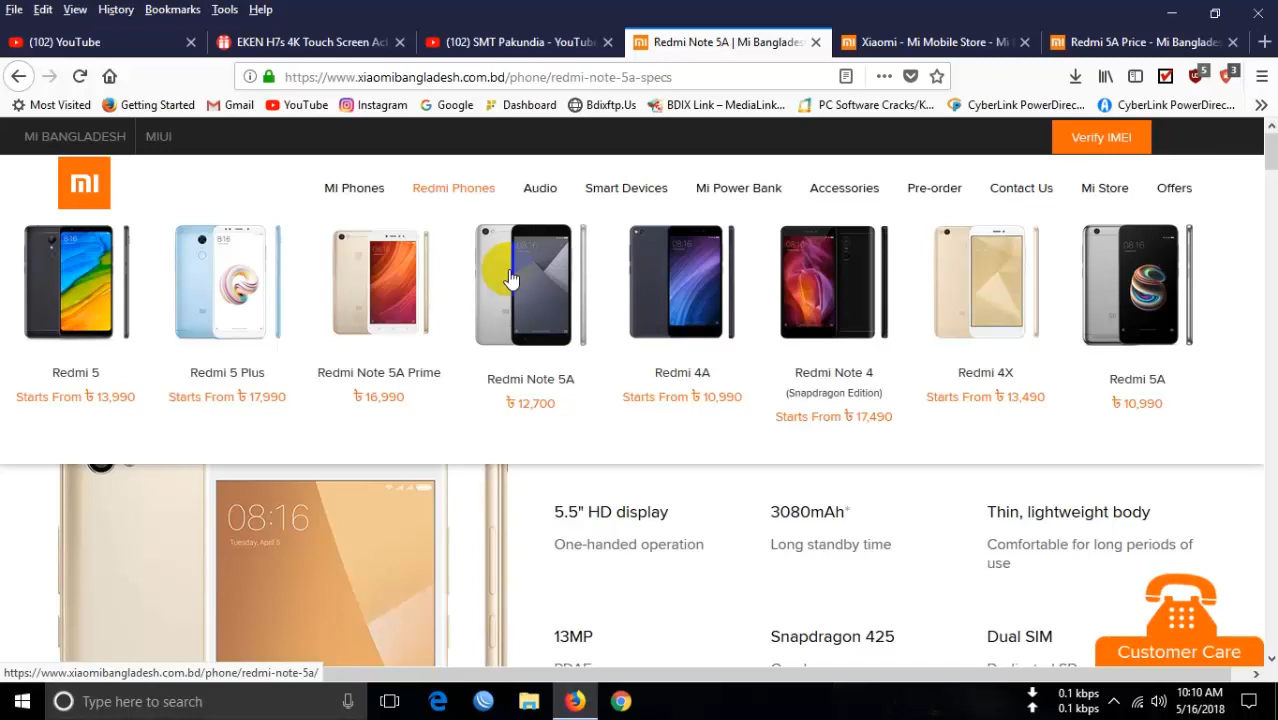 File Edit View History Bookmarks Tools Help
(102) YouTube
EKEN H7s 4K Touch Screen Act
(102) SMT Pakundia - YouTube
Redmi Note 5A | Mi Bangladesh
Xiaomi - Mi Mobile Store - Mi
Redmi 5A Price - Mi Banglades
https://www.xiaomibangladesh.com.bd/phone/redmi-note-5a-specs
5 3
Most Visited Getting Started Gmail YouTube Instagram Google Dashboard Bdixftp.Us BDIX Link – MediaLink... PC Software Cracks/K... CyberLink PowerDirec... CyberLink PowerDirec...
MI BANGLADESH MIUI
Verify IMEI
MI
MI Phones Redmi Phones Audio Smart Devices Mi Power Bank Accessories Pre-order Contact Us Mi Store Offers
Redmi 5
Starts From ৳ 13,990
Redmi 5 Plus
Starts From ৳ 17,990
Redmi Note 5A Prime
৳ 16,990
Redmi Note 5A
৳ 12,700
Redmi 4A
Starts From ৳ 10,990
Redmi Note 4
(Snapdragon Edition)
Starts From ৳ 17,490
Redmi 4X
Starts From ৳ 13,490
Redmi 5A
৳ 10,990
08:16
Tuesday, April 5
5.5" HD display
One-handed operation
3080mAh*
Long standby time
Thin, lightweight body
Comfortable for long periods of
use
13MP
PDAF
Snapdragon 425
Dual SIM
Customer Care
https://www.xiaomibangladesh.com.bd/phone/redmi-note-5a/
Type here to search
0.1 kbps
0.1 kbps
10:10 AM
5/16/2018